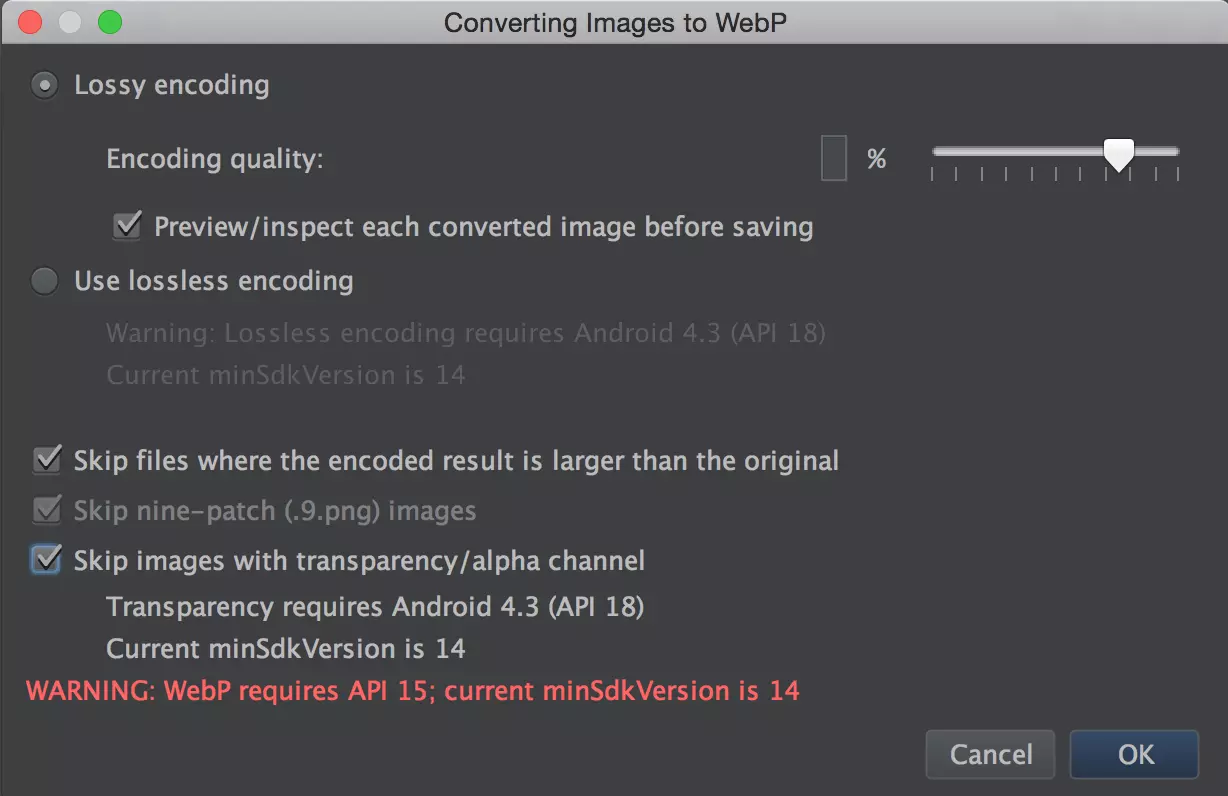 Converting Images to WebP
Lossy encoding
Encoding quality:
%
Preview/inspect each converted image before saving
Use lossless encoding
Warning: Lossless encoding requires Android 4.3 (API 18)
Current minSdkVersion is 14
Skip files where the encoded result is larger than the original
Skip nine-patch (.9.png) images
Skip images with transparency/alpha channel
Transparency requires Android 4.3 (API 18)
Current minSdkVersion is 14
WARNING: WebP requires API 15; current minSdkVersion is 14
Cancel
OK